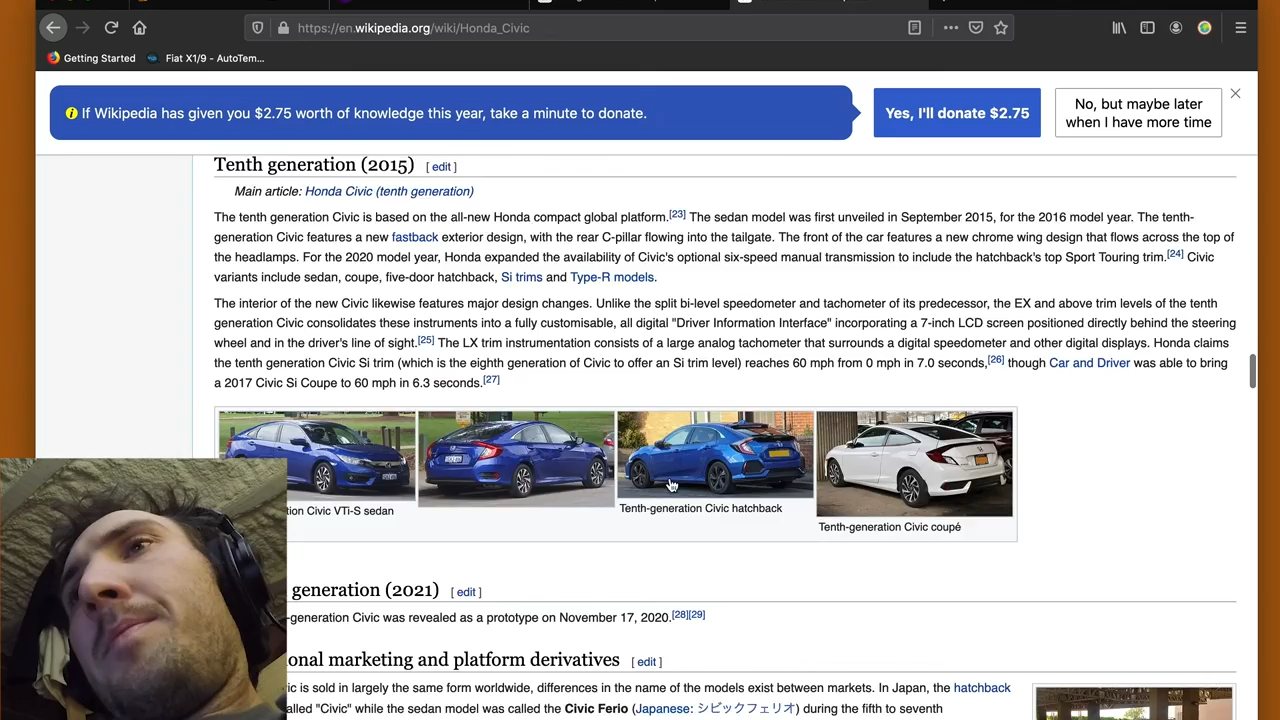 https://en.wikipedia.org/wiki/Honda_Civic
Getting Started
Fiat X1/9 - AutoTem...
If Wikipedia has given you $2.75 worth of knowledge this year, take a minute to donate.
Yes, I'll donate $2.75
No, but maybe later
when I have more time
Tenth generation (2015) [ edit ]
Main article: Honda Civic (tenth generation)
The tenth generation Civic is based on the all-new Honda compact global platform.[23] The sedan model was first unveiled in September 2015, for the 2016 model year. The tenth-
generation Civic features a new fastback exterior design, with the rear C-pillar flowing into the tailgate. The front of the car features a new chrome wing design that flows across the top of
the headlamps. For the 2020 model year, Honda expanded the availability of Civic's optional six-speed manual transmission to include the hatchback's top Sport Touring trim.[24] Civic
variants include sedan, coupe, five-door hatchback, Si trims and Type-R models.
The interior of the new Civic likewise features major design changes. Unlike the split bi-level speedometer and tachometer of its predecessor, the EX and above trim levels of the tenth
generation Civic consolidates these instruments into a fully customisable, all digital "Driver Information Interface" incorporating a 7-inch LCD screen positioned directly behind the steering
wheel and in the driver's line of sight.[25] The LX trim instrumentation consists of a large analog tachometer that surrounds a digital speedometer and other digital displays. Honda claims
the tenth generation Civic Si trim (which is the eighth generation of Civic to offer an Si trim level) reaches 60 mph from 0 mph in 7.0 seconds,[26] though Car and Driver was able to bring
a 2017 Civic Si Coupe to 60 mph in 6.3 seconds.[27]
tion Civic VTi-S sedan
Tenth-generation Civic hatchback
Tenth-generation Civic coupé
generation (2021) [ edit ]
-generation Civic was revealed as a prototype on November 17, 2020.[28][29]
onal marketing and platform derivatives [ edit ]
ic is sold in largely the same form worldwide, differences in the name of the models exist between markets. In Japan, the hatchback
alled "Civic" while the sedan model was called the Civic Ferio (Japanese: シビックフェリオ) during the fifth to seventh